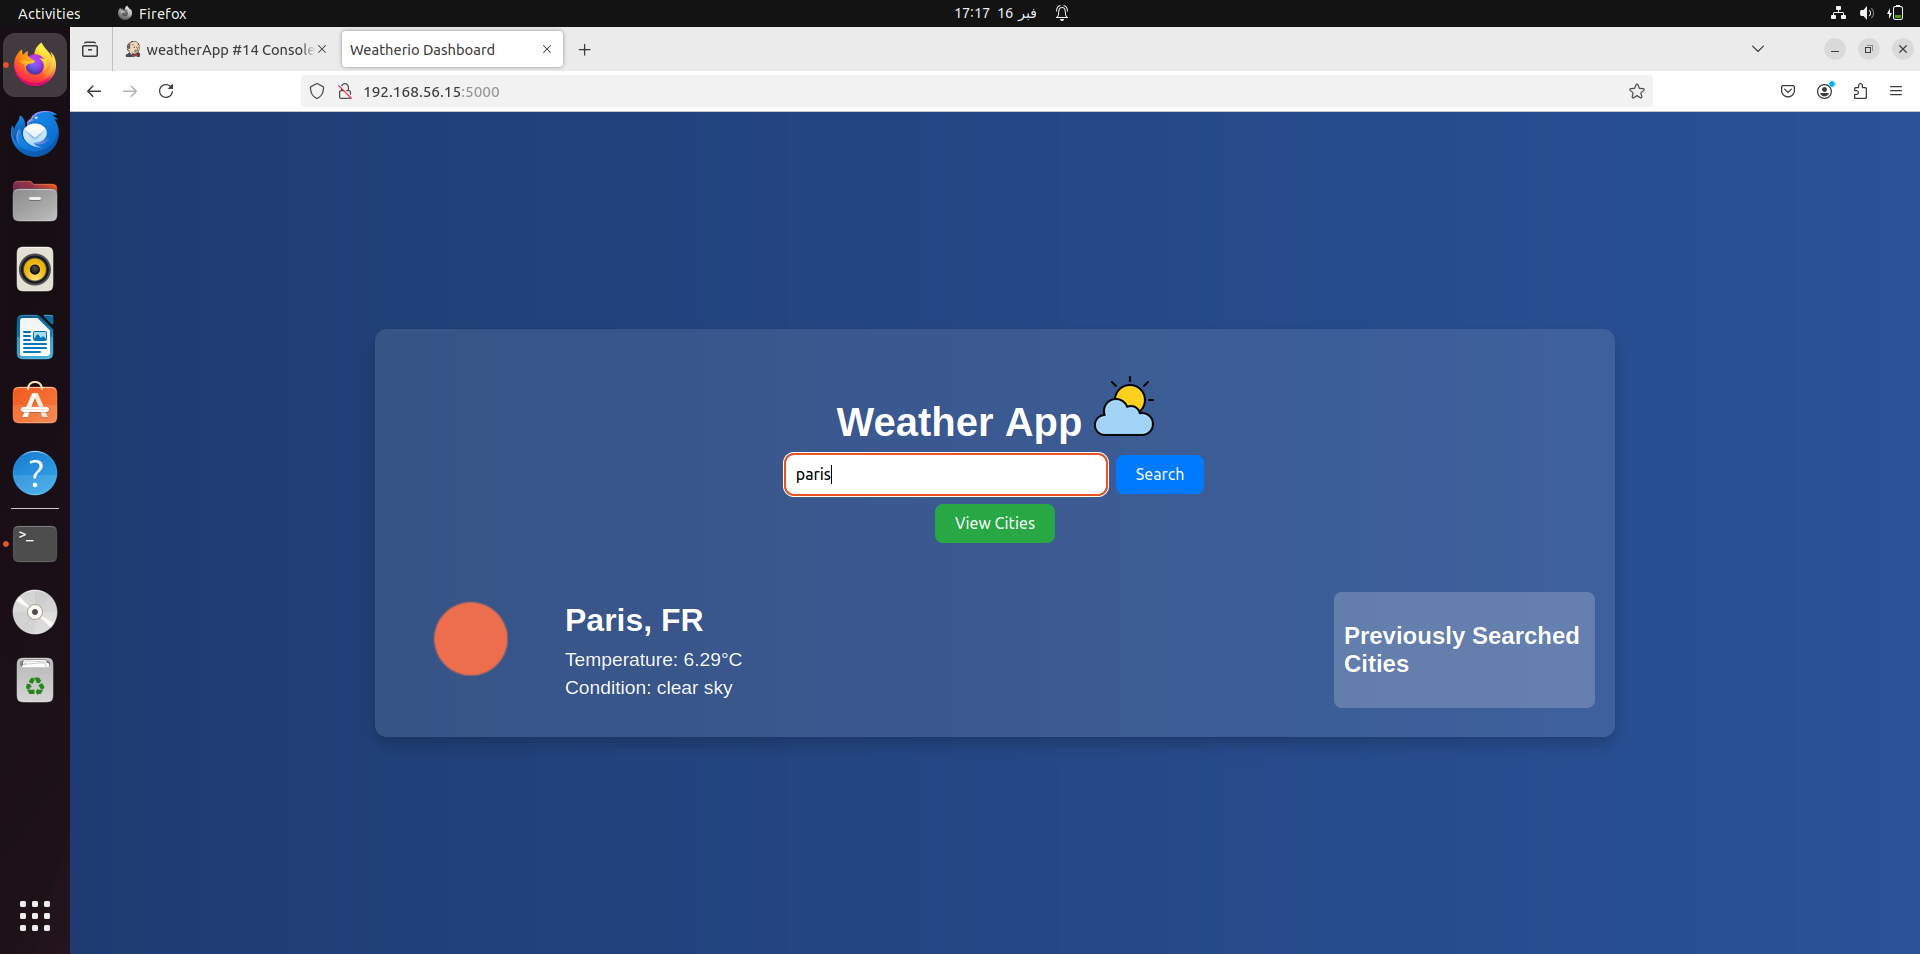 Activities
Firefox
17:17 16 فبر
weatherApp #14 Console
Weatherio Dashboard
192.168.56.15:5000
Weather App
paris
Search
View Cities
Paris, FR
Temperature: 6.29°C
Condition: clear sky
Previously Searched
Cities